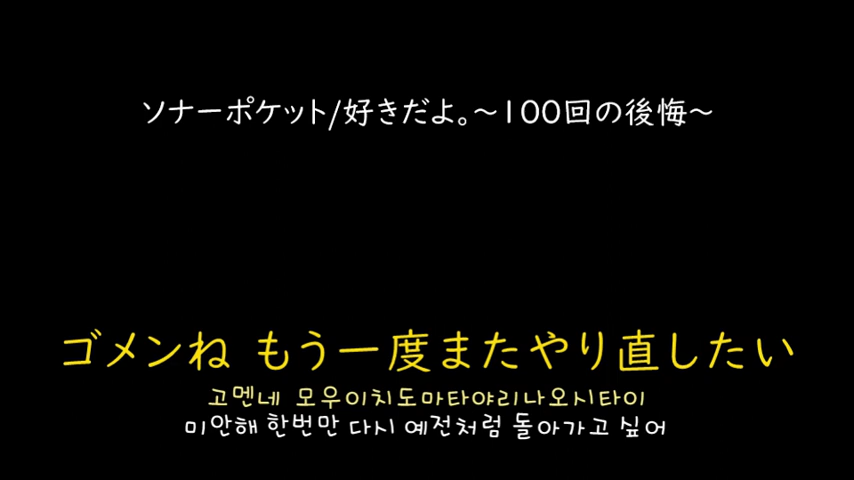 ソナーポケット/好きだよ。～100回の後悔～
ゴメンね もう一度またやり直したい
고멘네 모우이치도마타야리나오시타이
미안해 한번만 다시 예전처럼 돌아가고 싶어